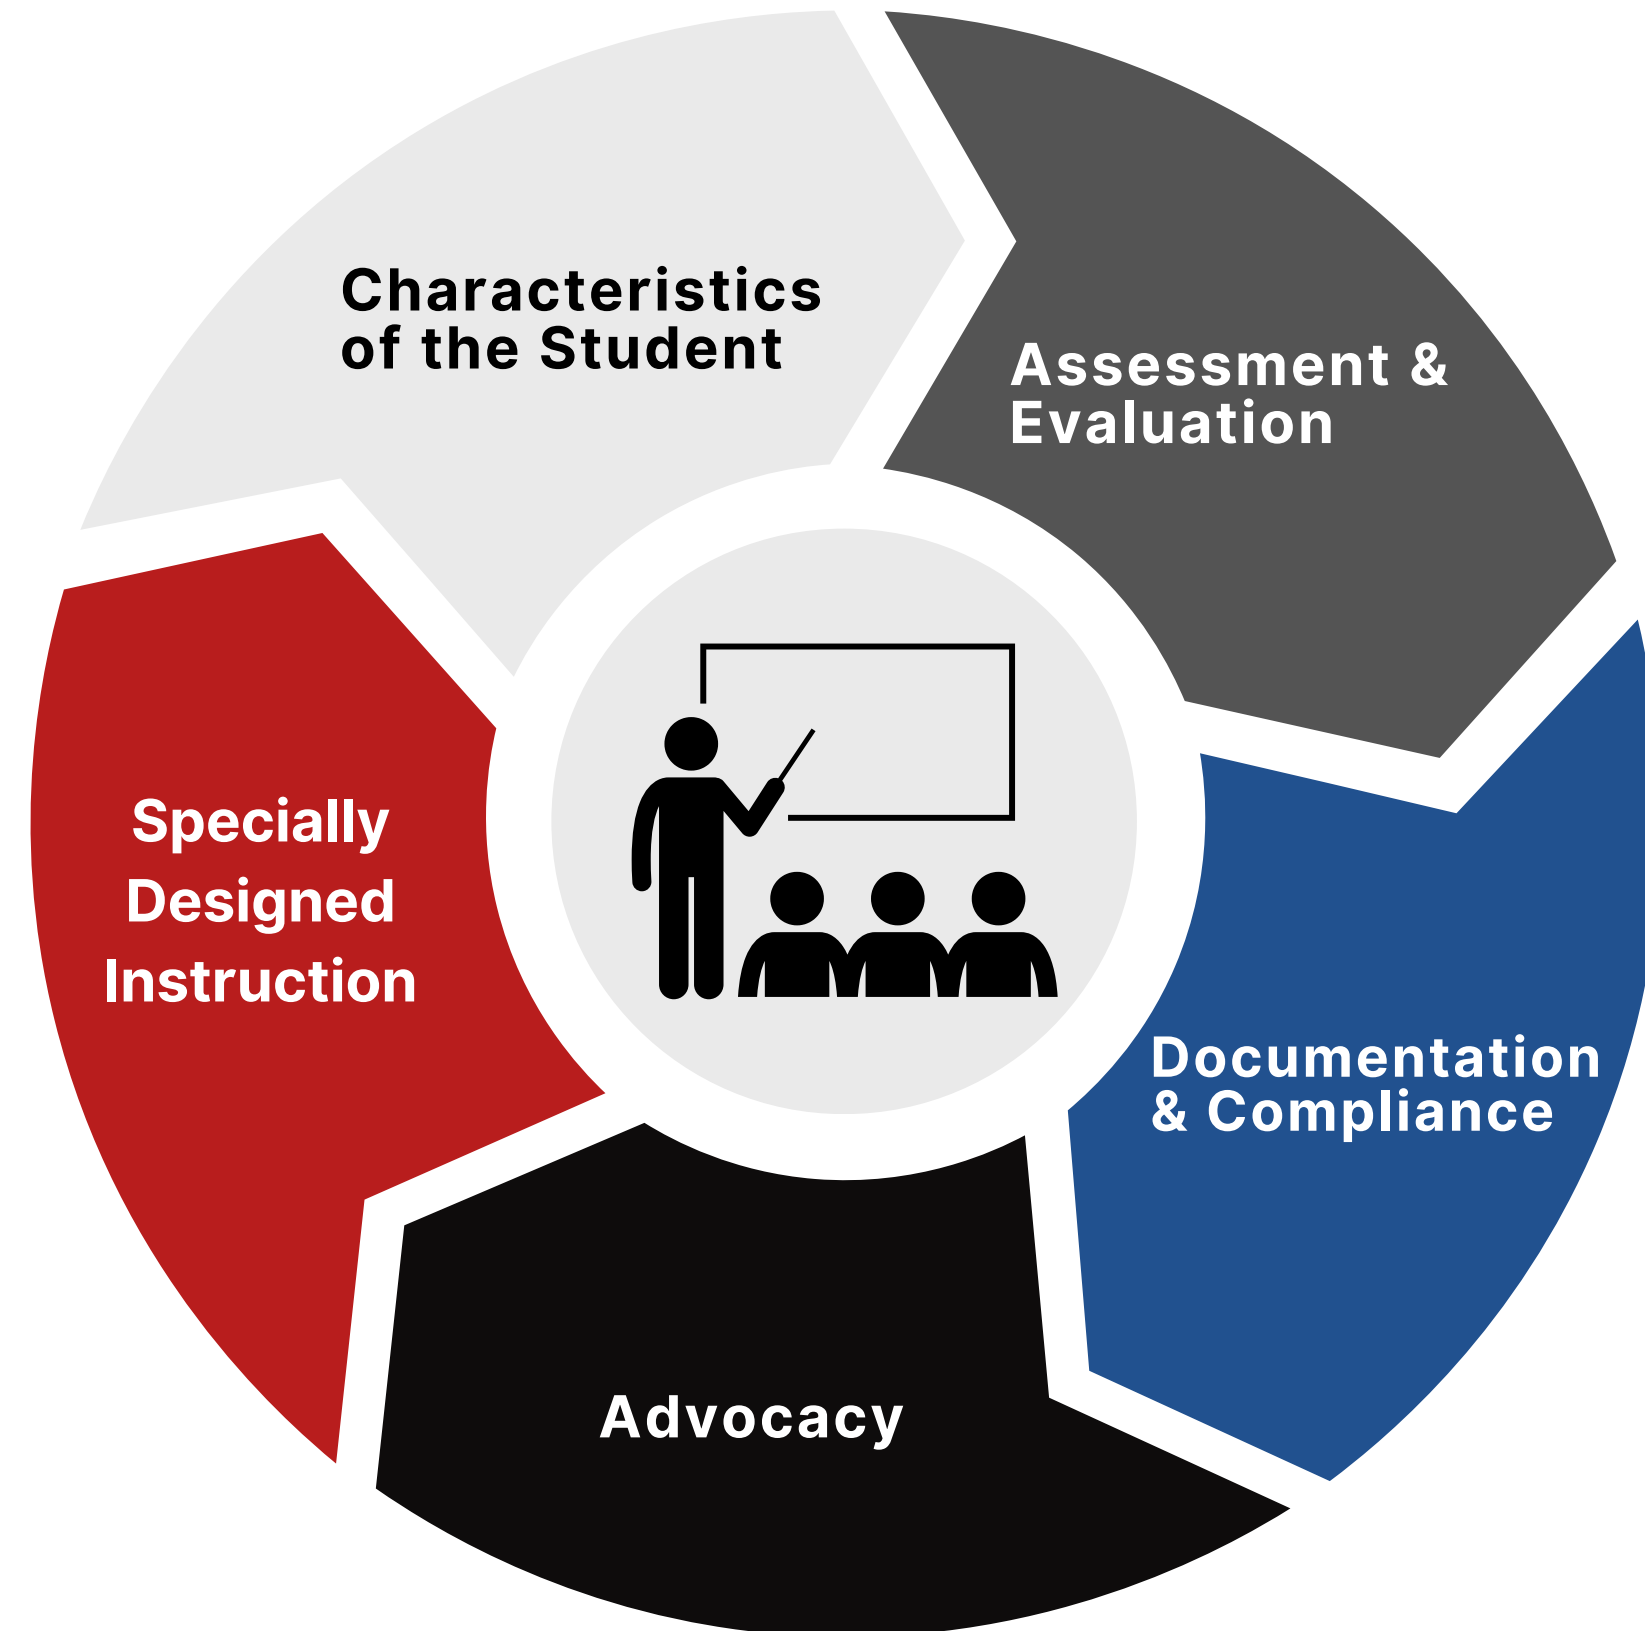 Characteristics
of the Student
Assessment &
Evaluation
Documentation
& Compliance
Advocacy
Specially
Designed
Instruction